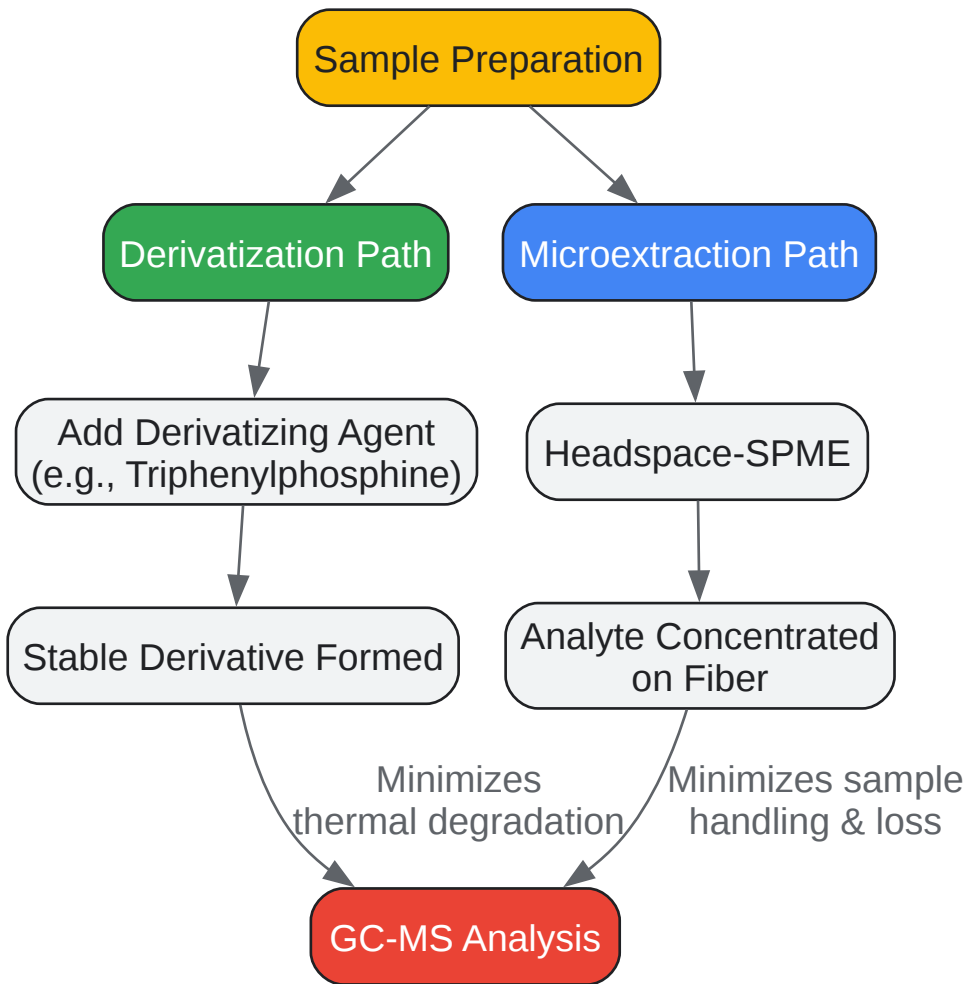 Sample Preparation
Derivatization Path
Microextraction Path
Add Derivatizing Agent
(e.g., Triphenylphosphine)
Headspace-SPME
Stable Derivative Formed
Analyte Concentrated
on Fiber
Minimizes
thermal degradation
Minimizes sample
handling & loss
GC-MS Analysis